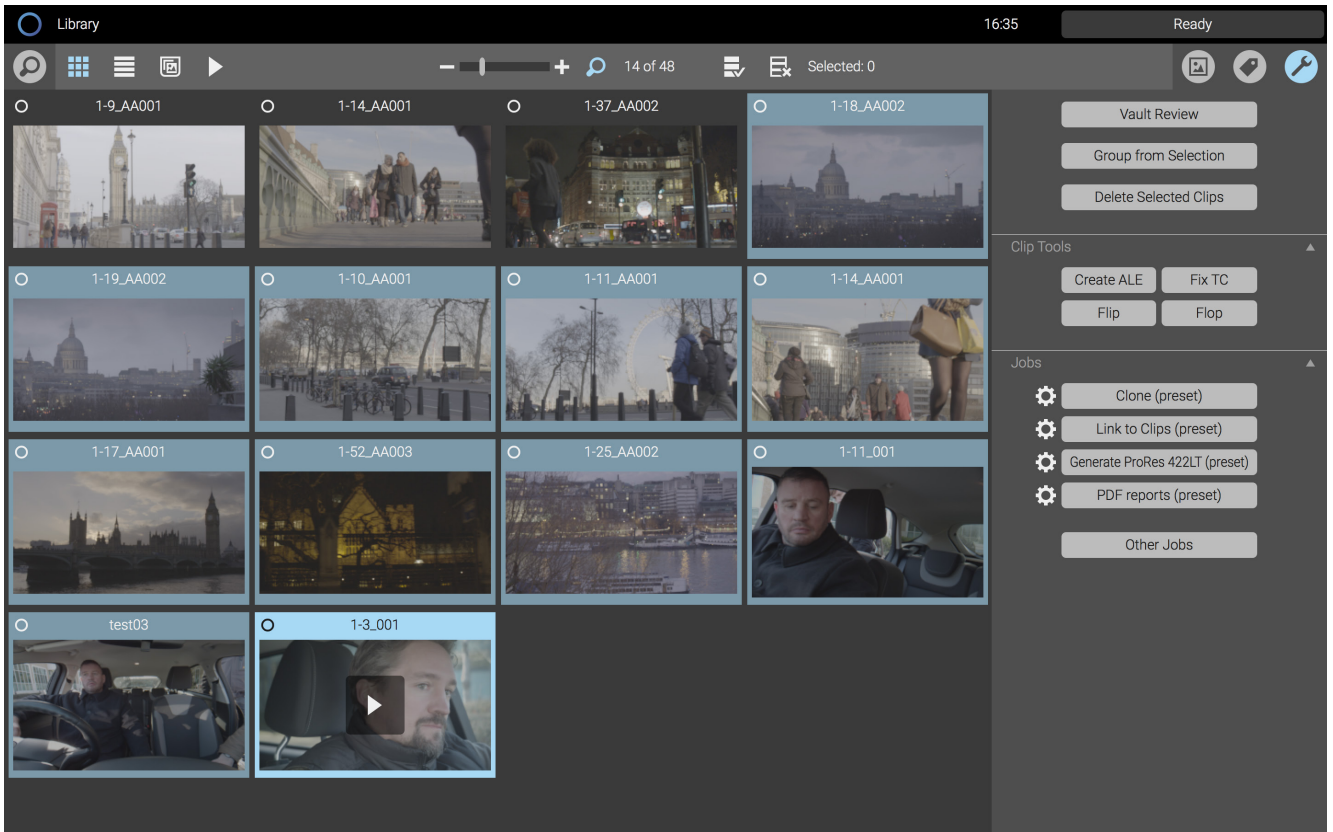 Library
16:35
Ready
14 of 48
Selected: 0
1-9_AA001
1-14_AA001
1-37_AA002
1-18_AA002
1-19_AA002
1-10_AA001
1-11_AA001
1-14_AA001
1-17_AA001
1-52_AA003
1-25_AA002
1-11_001
test03
1-3_001
Vault Review
Group from Selection
Delete Selected Clips
Clip Tools
Create ALE
Fix TC
Flip
Flop
Jobs
Clone (preset)
Link to Clips (preset)
Generate ProRes 422LT (preset)
PDF reports (preset)
Other Jobs